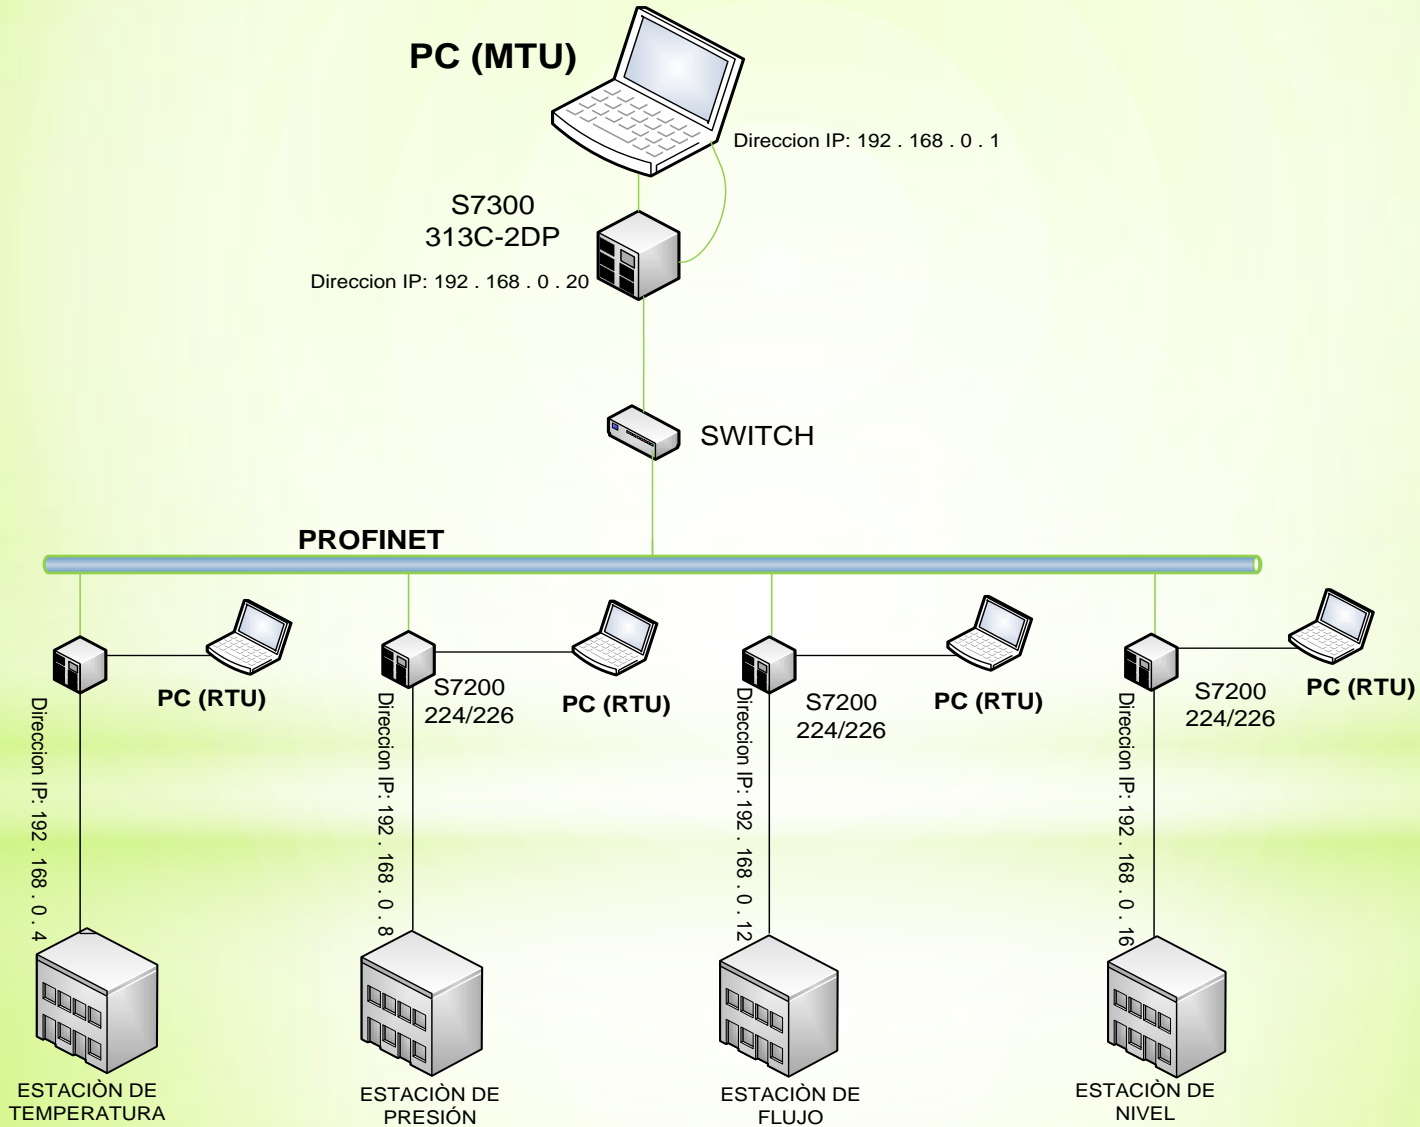 PC (MTU)
Direccion IP: 192 . 168 . 0 . 1
S7300
313C-2DP
Direccion IP: 192 . 168 . 0 . 20
SWITCH
PROFINET
PC (RTU)
Direccion IP: 192 . 168 . 0 . 4
S7200
224/226
PC (RTU)
Direccion IP: 192 . 168 . 0 . 8
S7200
224/226
PC (RTU)
Direccion IP: 192 . 168 . 0 . 12
S7200
224/226
PC (RTU)
Direccion IP: 192 . 168 . 0 . 16
ESTACIÒN DE
TEMPERATURA
ESTACIÒN DE
PRESIÓN
ESTACIÒN DE
FLUJO
ESTACIÒN DE
NIVEL